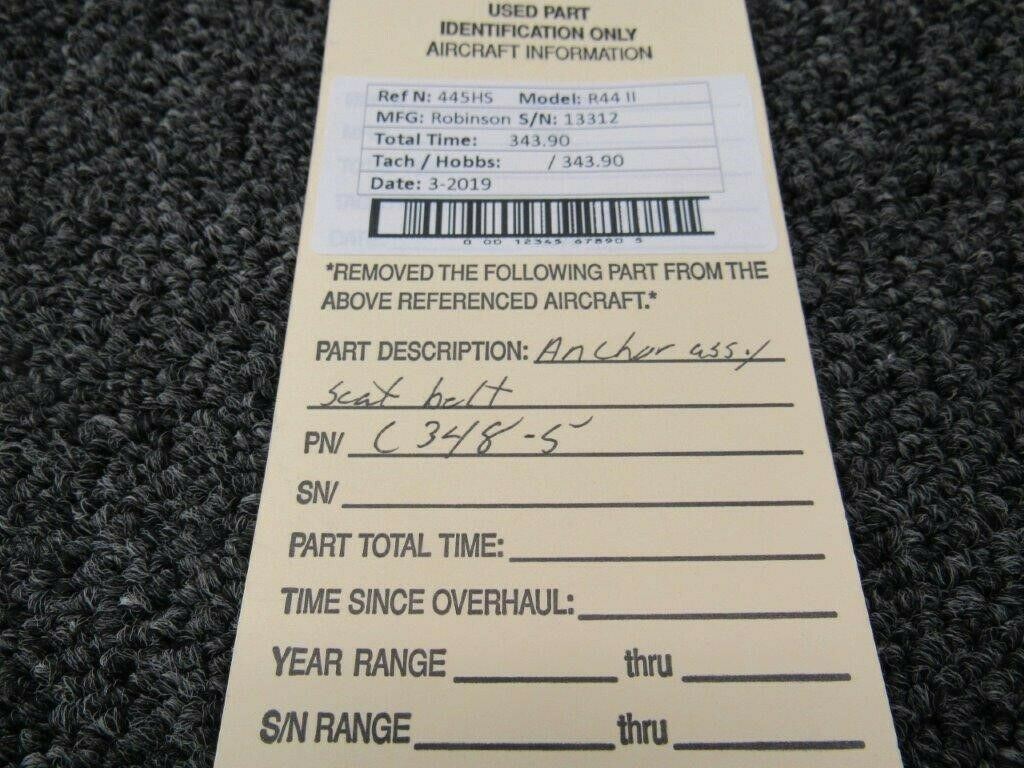 USED PART
IDENTIFICATION ONLY
AIRCRAFT INFORMATION
Ref N: 445HS Model: R44 II
MFG: Robinson S/N: 13312
Total Time: 343.90
Tach / Hobbs: / 343.90
Date: 3-2019
0 00 12345 67890 5
*REMOVED THE FOLLOWING PART FROM THE
ABOVE REFERENCED AIRCRAFT.*
PART DESCRIPTION: Anchor assy
seat belt
PN/ C348-5
SN/
PART TOTAL TIME:
TIME SINCE OVERHAUL:
YEAR RANGE thru
S/N RANGE thru